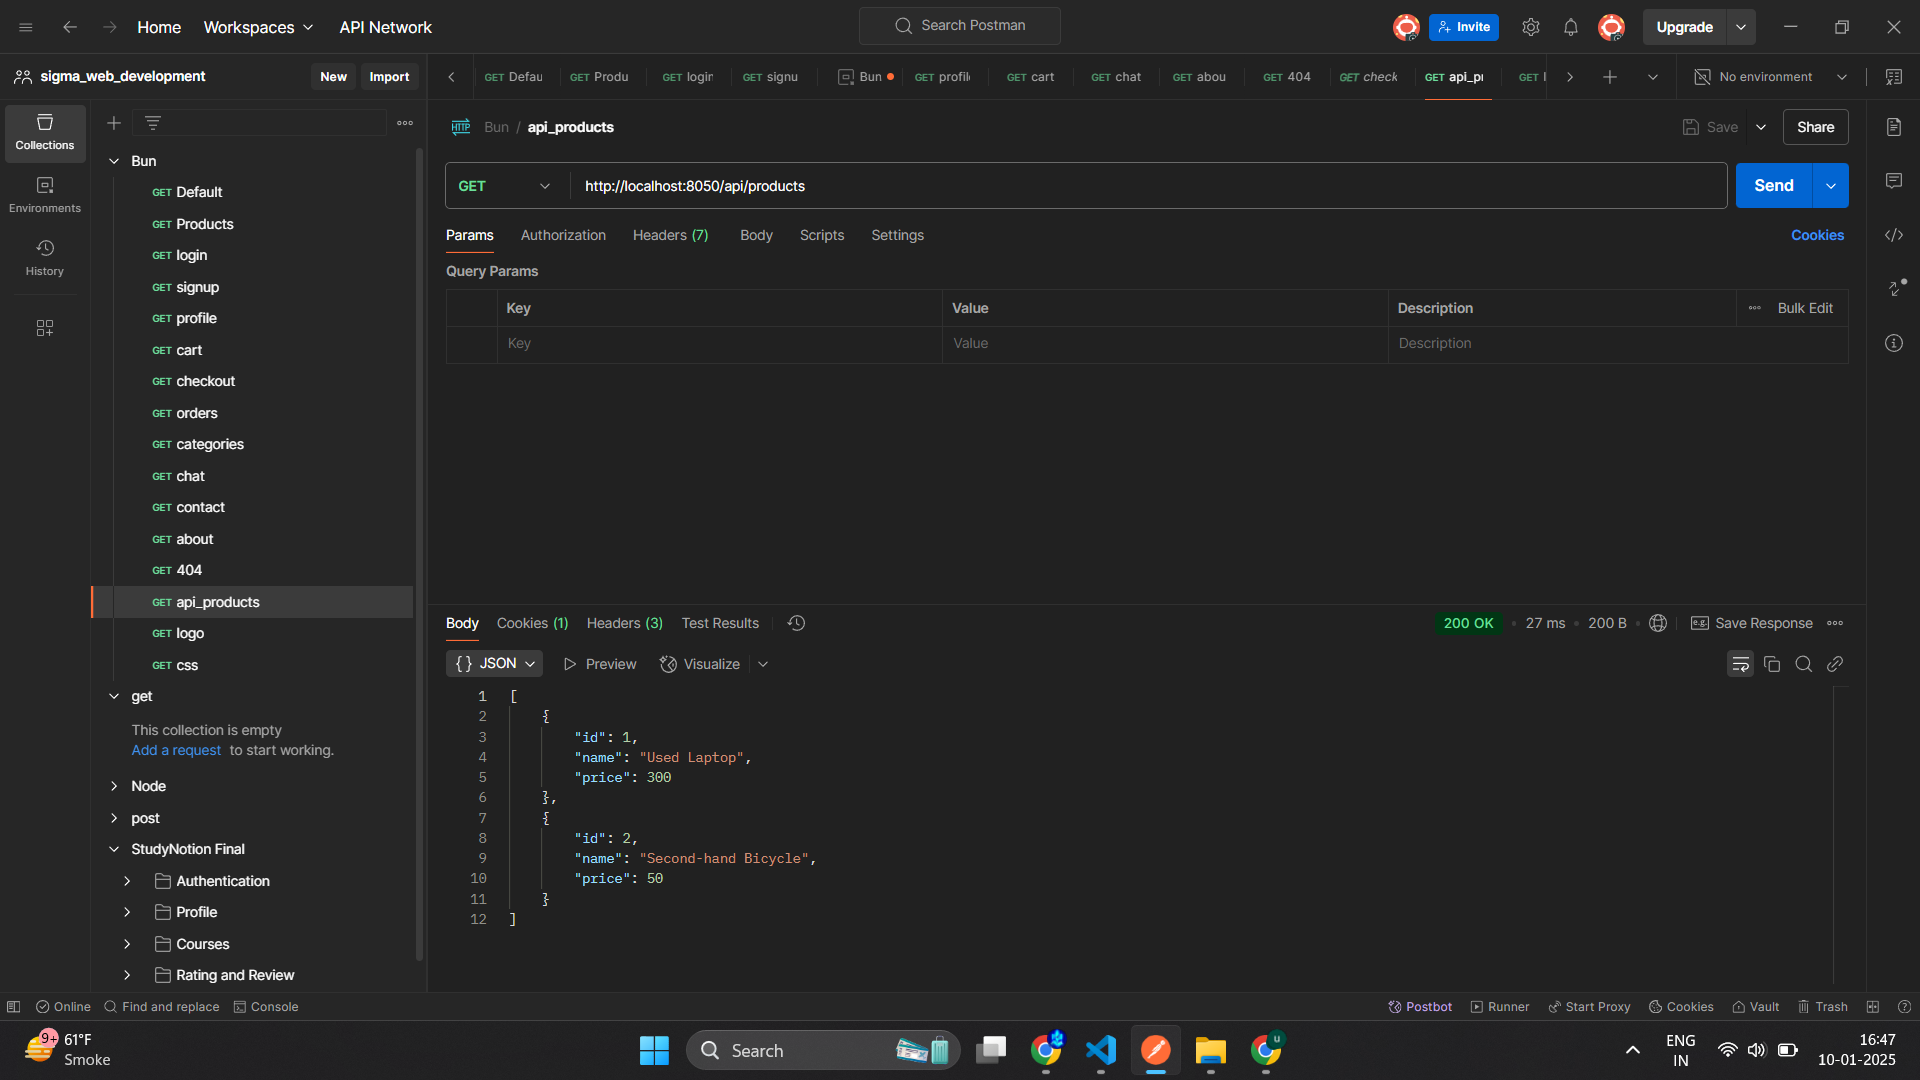 Home Workspaces API Network Search Postman Invite Upgrade
sigma_web_development New Import
GET Defau GET Produ GET login GET signu Bun GET profil GET cart GET chat GET abou GET 404 GET check GET api_pr GET No environment
Collections
Environments
History
Bun
GET Default
GET Products
GET login
GET signup
GET profile
GET cart
GET checkout
GET orders
GET categories
GET chat
GET contact
GET about
GET 404
GET api_products
GET logo
GET css
get
This collection is empty
Add a request to start working.
Node
post
StudyNotion Final
Authentication
Profile
Courses
Rating and Review
HTTP Bun / api_products Save Share
GET http://localhost:8050/api/products Send
Params Authorization Headers (7) Body Scripts Settings Cookies
Query Params
Key Value Description Bulk Edit
Key Value Description
Body Cookies (1) Headers (3) Test Results 200 OK 27 ms 200 B e.g. Save Response
{} JSON Preview Visualize
1 [
2 {
3 "id": 1,
4 "name": "Used Laptop",
5 "price": 300
6 },
7 {
8 "id": 2,
9 "name": "Second-hand Bicycle",
10 "price": 50
11 }
12 ]
Online Find and replace Console Postbot Runner Start Proxy Cookies Vault Trash
9+ 61°F
Smoke
Search
u
ENG
IN
16:47
10-01-2025